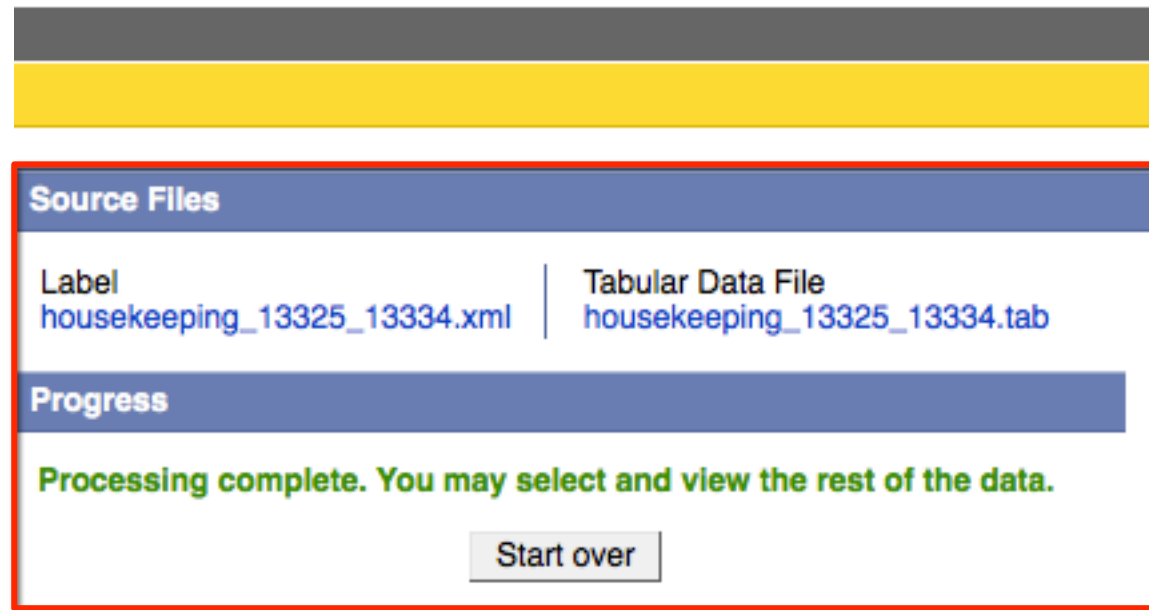 Source Files
Label
housekeeping_13325_13334.xml
Tabular Data File
housekeeping_13325_13334.tab
Progress
Processing complete. You may select and view the rest of the data.
Start over